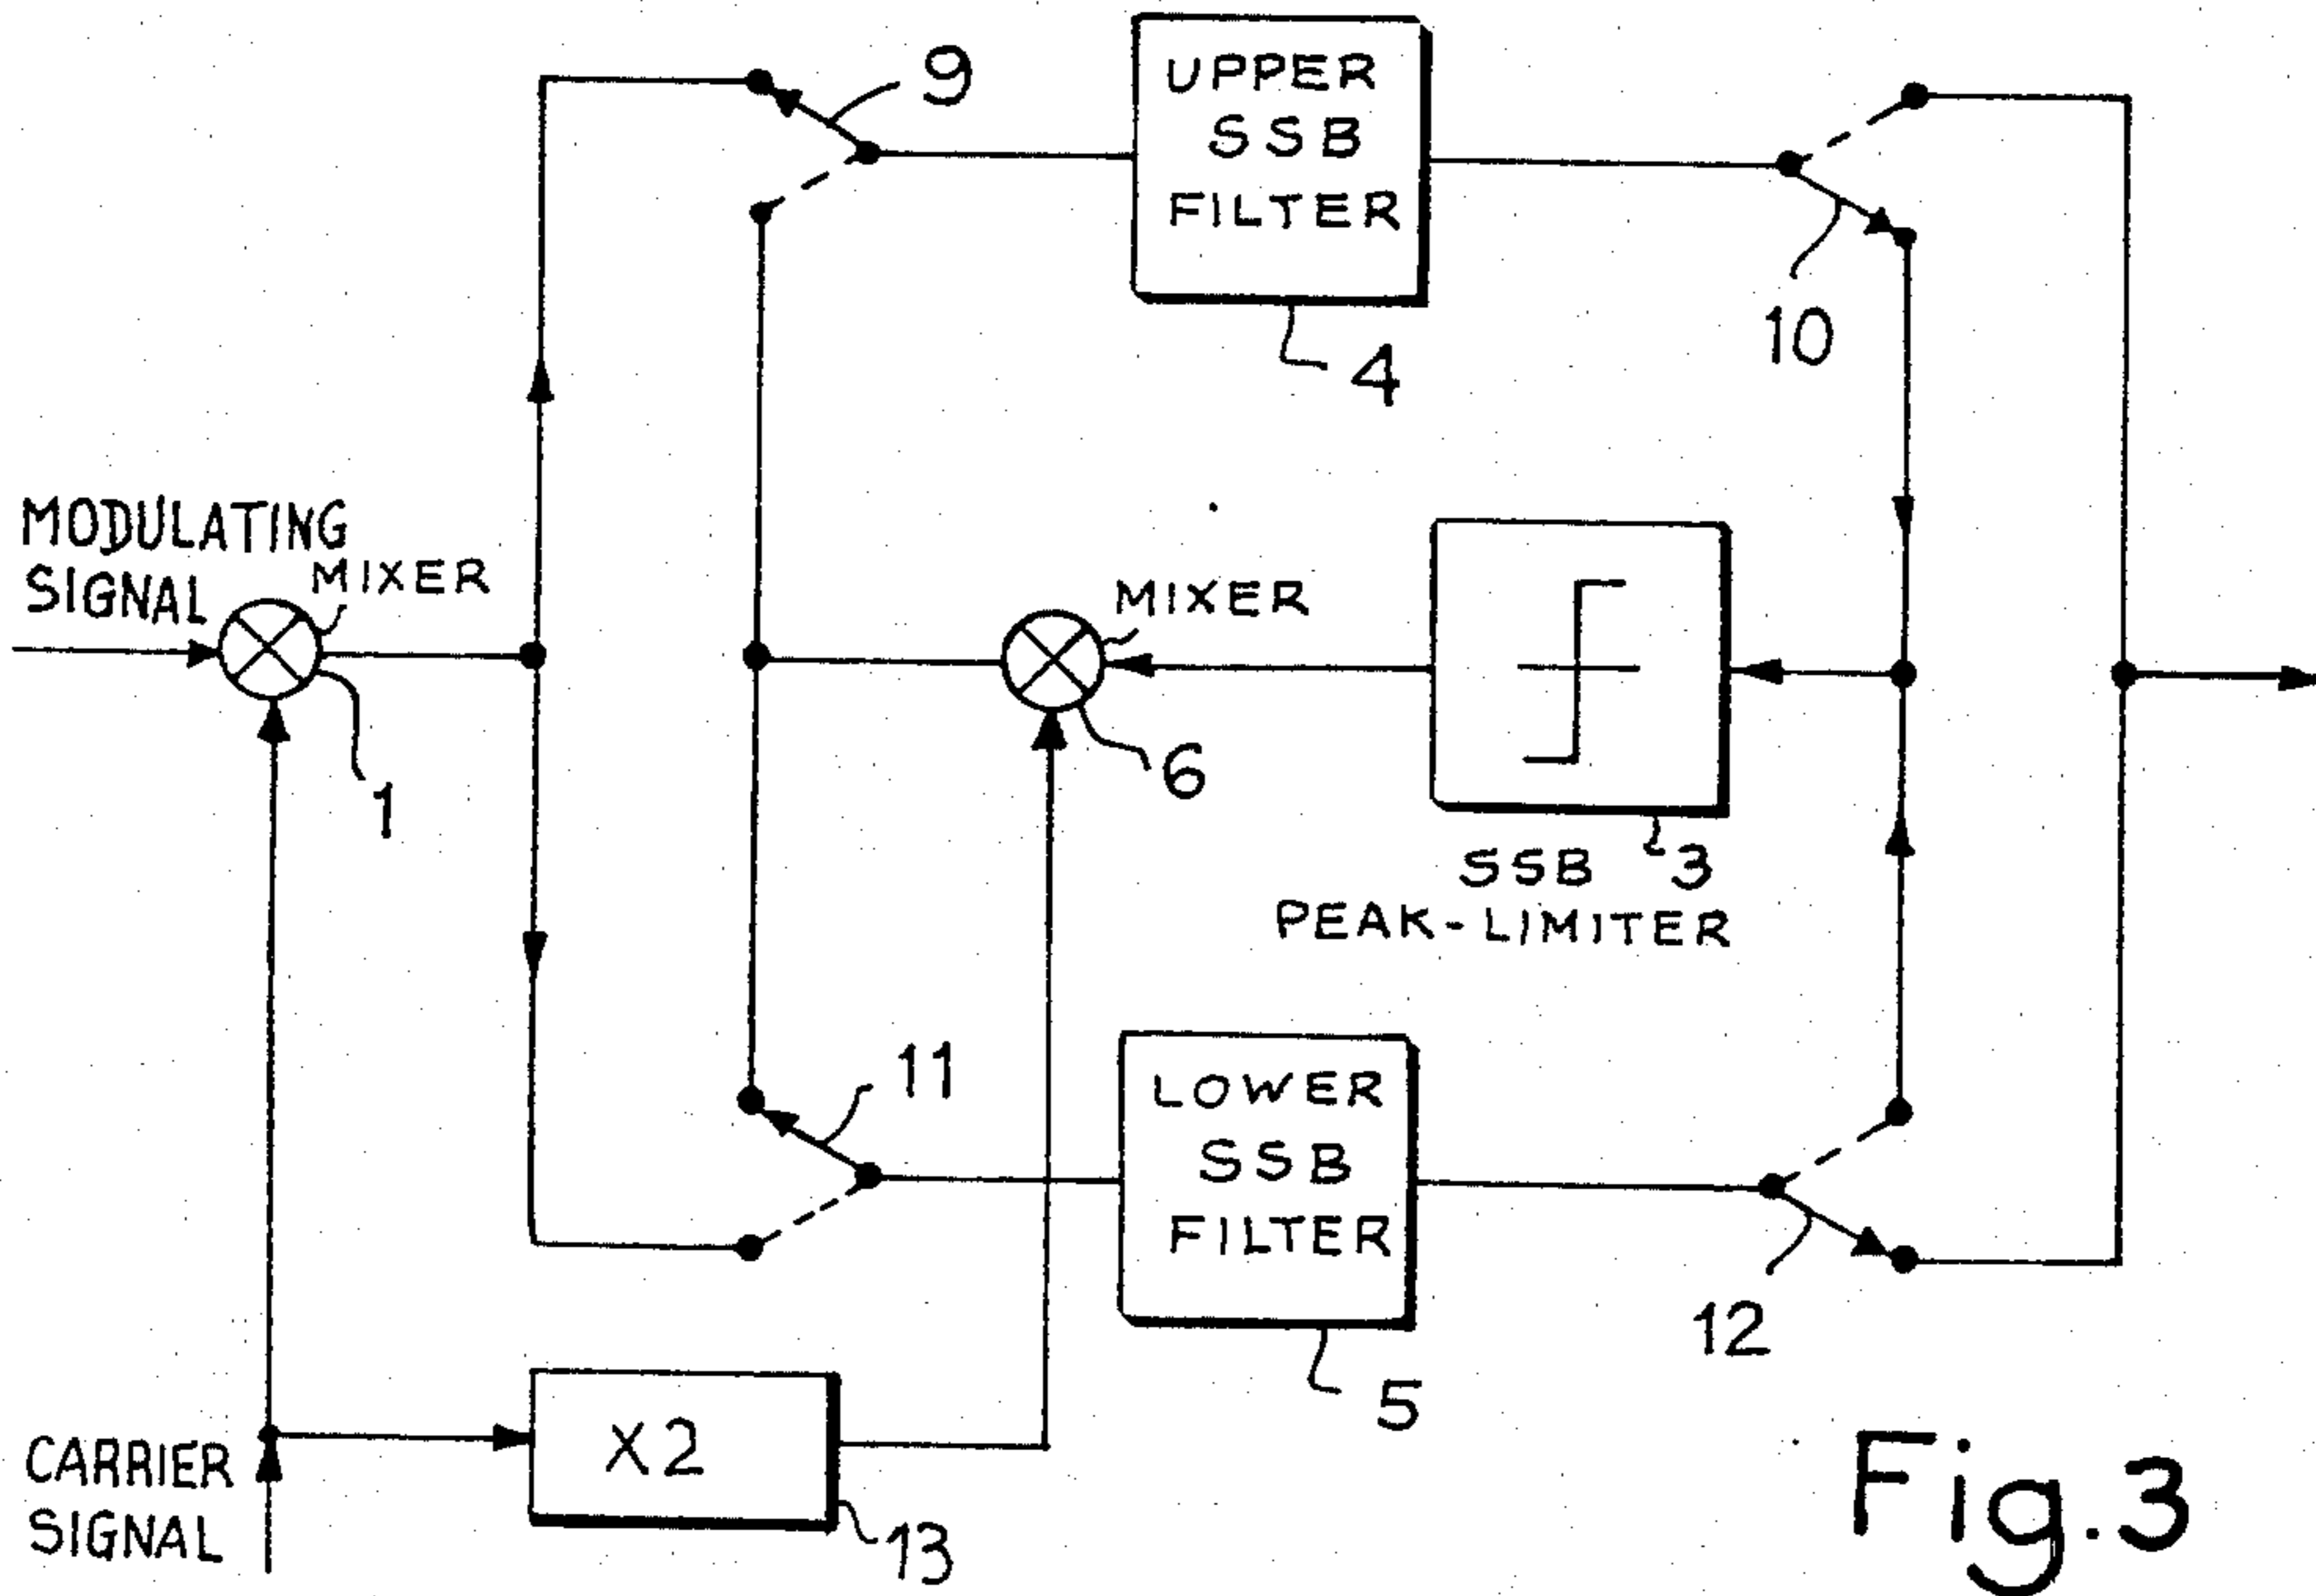 9
UPPER
SSB
FILTER
10
4
MODULATING
SIGNAL
MIXER
MIXER
1
6
SSB 3
PEAK-LIMITER
11
LOWER
SSB
FILTER
12
5
X2
CARRIER
SIGNAL
13
Fig.3